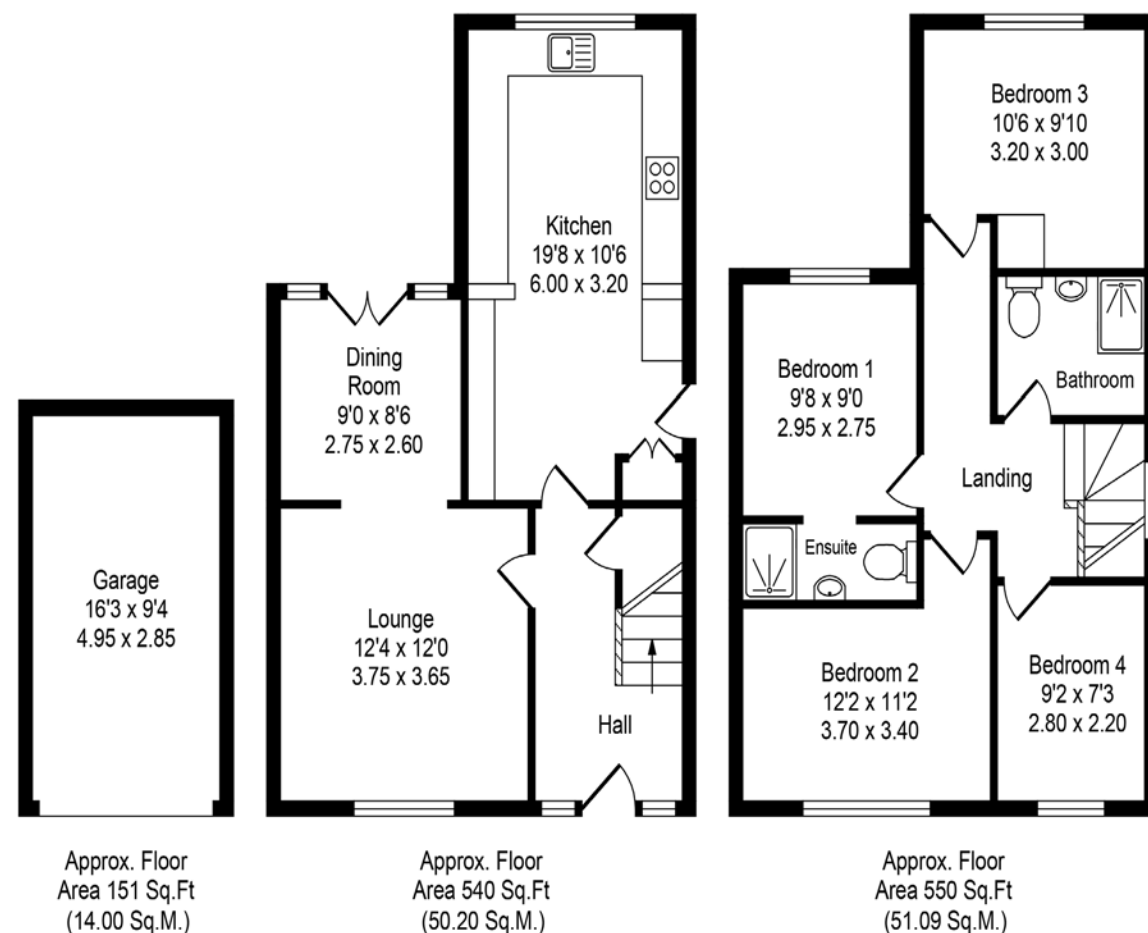 Garage
16'3 x 9'4
4.95 x 2.85
Approx. Floor
Area 151 Sq.Ft
(14.00 Sq.M.)
Kitchen
19'8 x 10'6
6.00 x 3.20
Dining
Room
9'0 x 8'6
2.75 x 2.60
Lounge
12'4 x 12'0
3.75 x 3.65
Hall
Approx. Floor
Area 540 Sq.Ft
(50.20 Sq.M.)
Bedroom 3
10'6 x 9'10
3.20 x 3.00
Bedroom 1
9'8 x 9'0
2.95 x 2.75
Bathroom
Landing
Ensuite
Bedroom 2
12'2 x 11'2
3.70 x 3.40
Bedroom 4
9'2 x 7'3
2.80 x 2.20
Approx. Floor
Area 550 Sq.Ft
(51.09 Sq.M.)